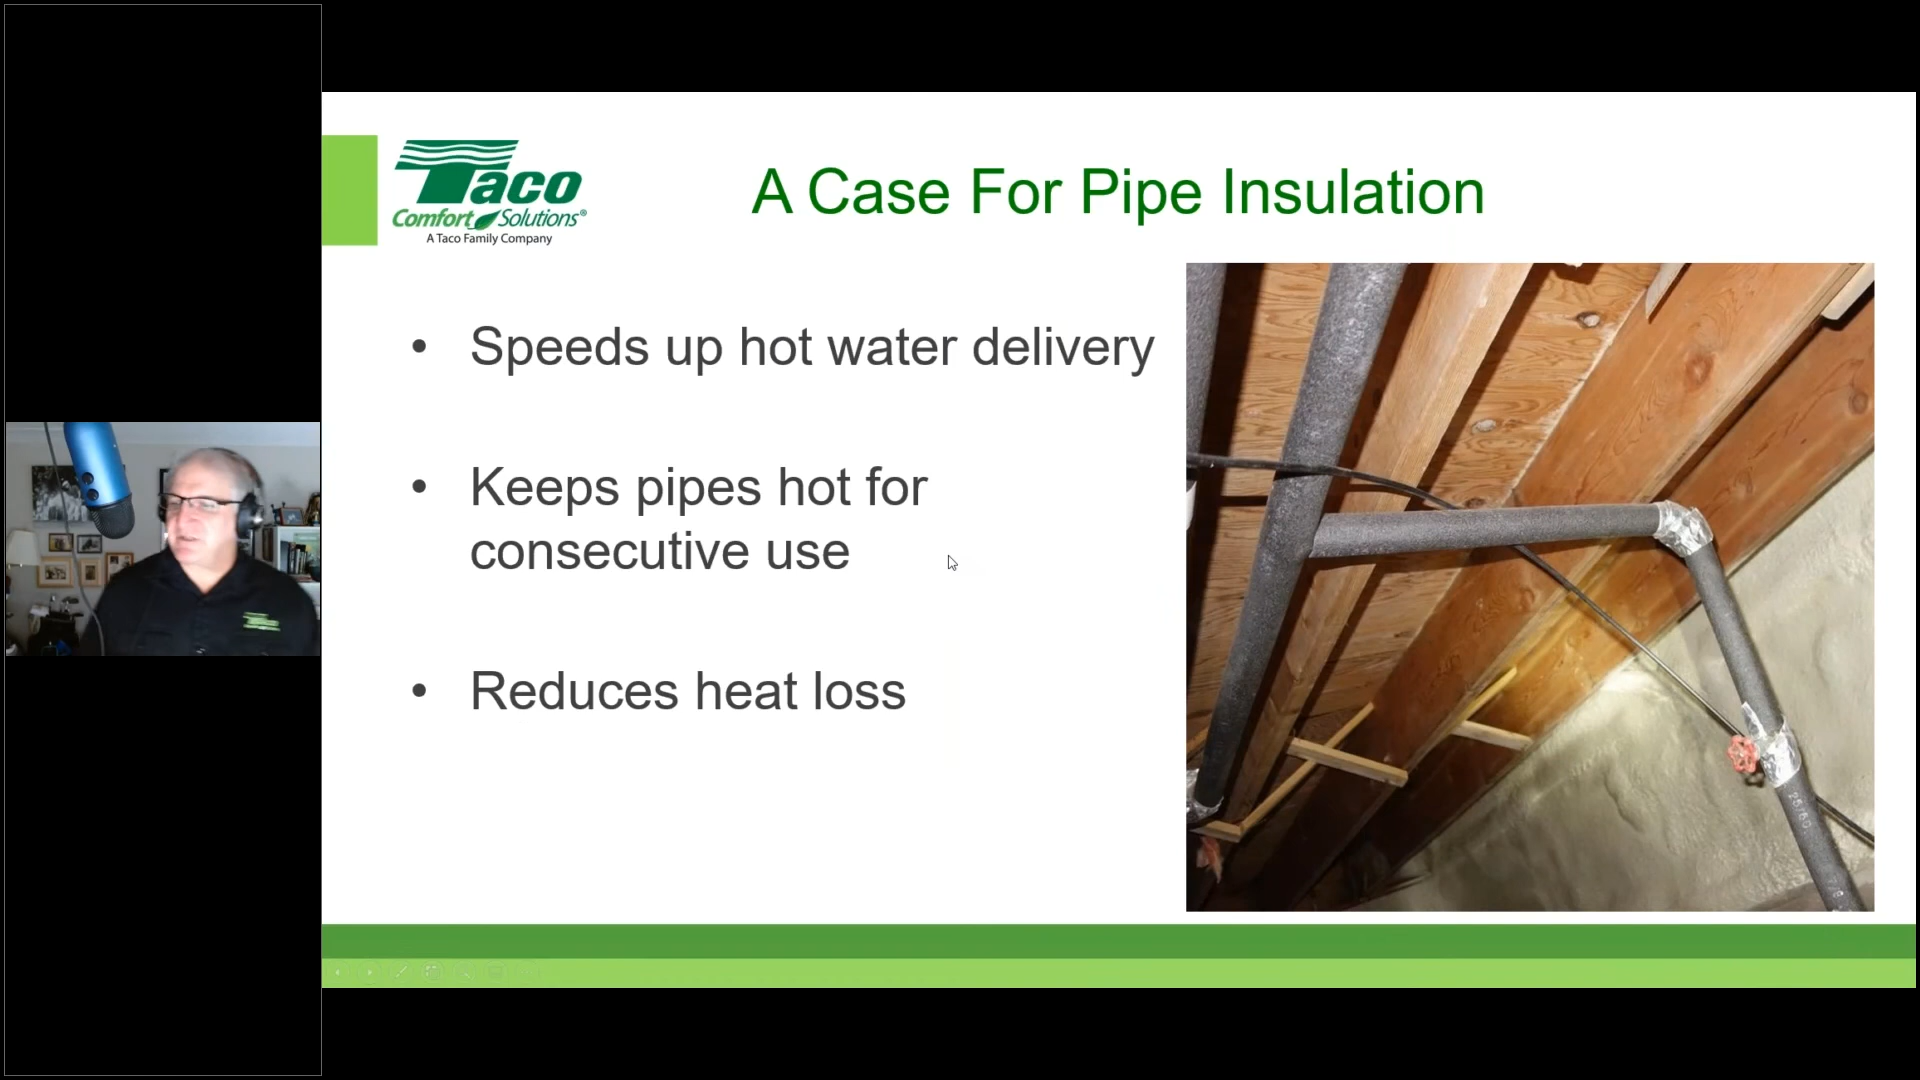 Taco
Comfort Solutions®
A Taco Family Company
A Case For Pipe Insulation
• Speeds up hot water delivery
• Keeps pipes hot for
consecutive use
• Reduces heat loss